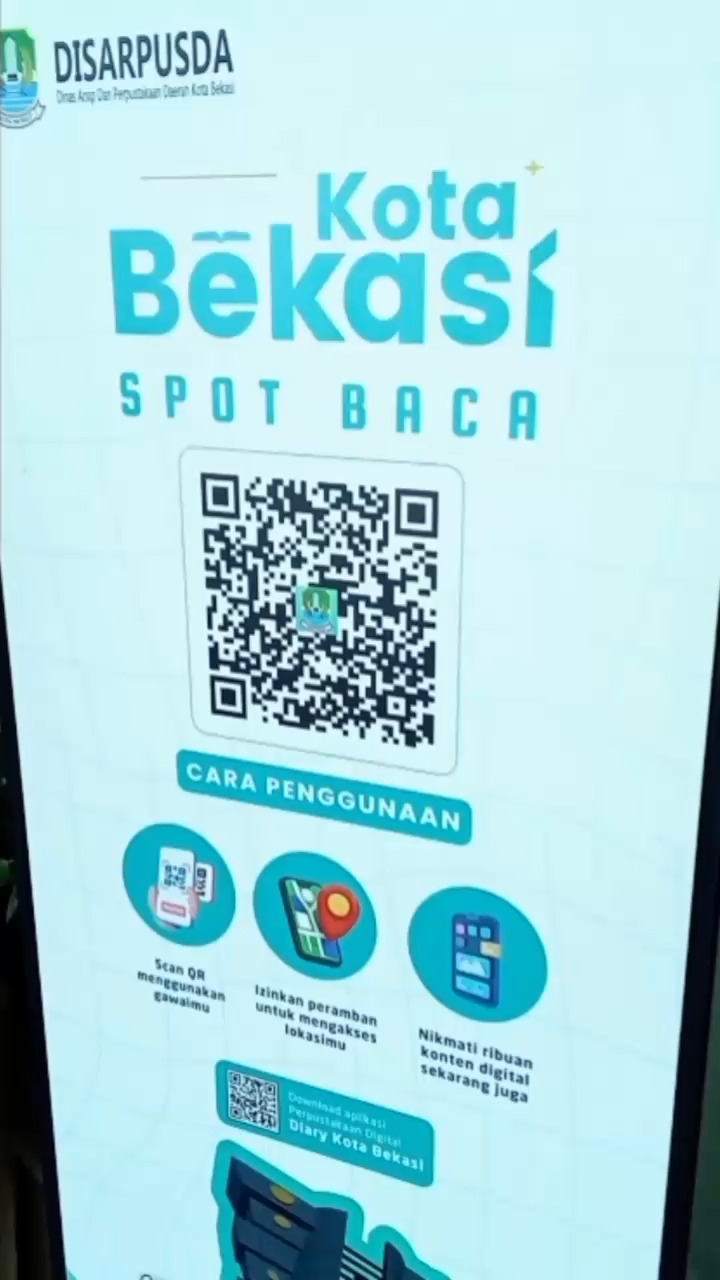 DISARPUSDA
Dinas Arsip Dan Perpustakaan Daerah Kota Bekasi
Kota
Bekasi
SPOT BACA
CARA PENGGUNAAN
Scan QR
menggunakan
gawaimu
Izinkan peramban
untuk mengakses
lokasimu
Nikmati ribuan
konten digital
sekarang juga
Download aplikasi
Perpustakaan Digital
Diary Kota Bekasi